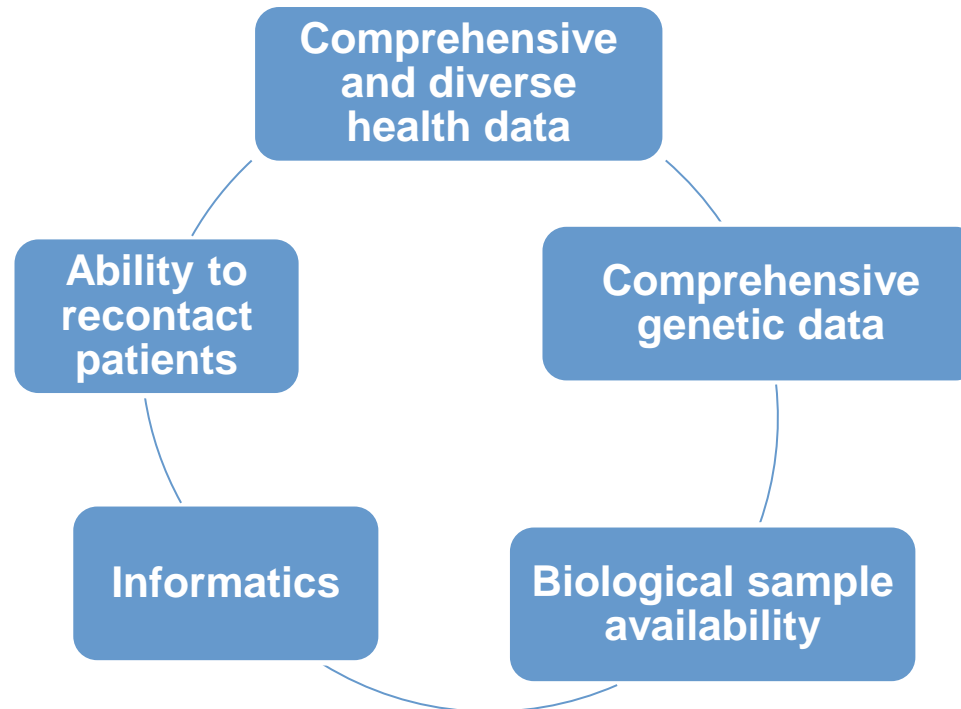 Comprehensive
and diverse
health data
Comprehensive
genetic data
Biological sample
availability
Informatics
Ability to
recontact
patients